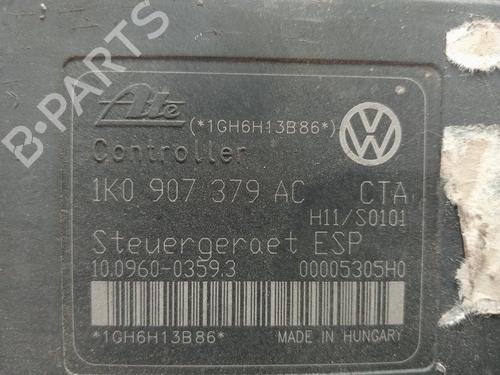 B-PARTS
Ate (*1GH6H13B86*)
Controller
1K0 907 379 AC CTA
H11/S0101
Steuergeraet ESP
10.0960-0359.3 00005305H0
*1GH6H13B86* MADE IN HUNGARY